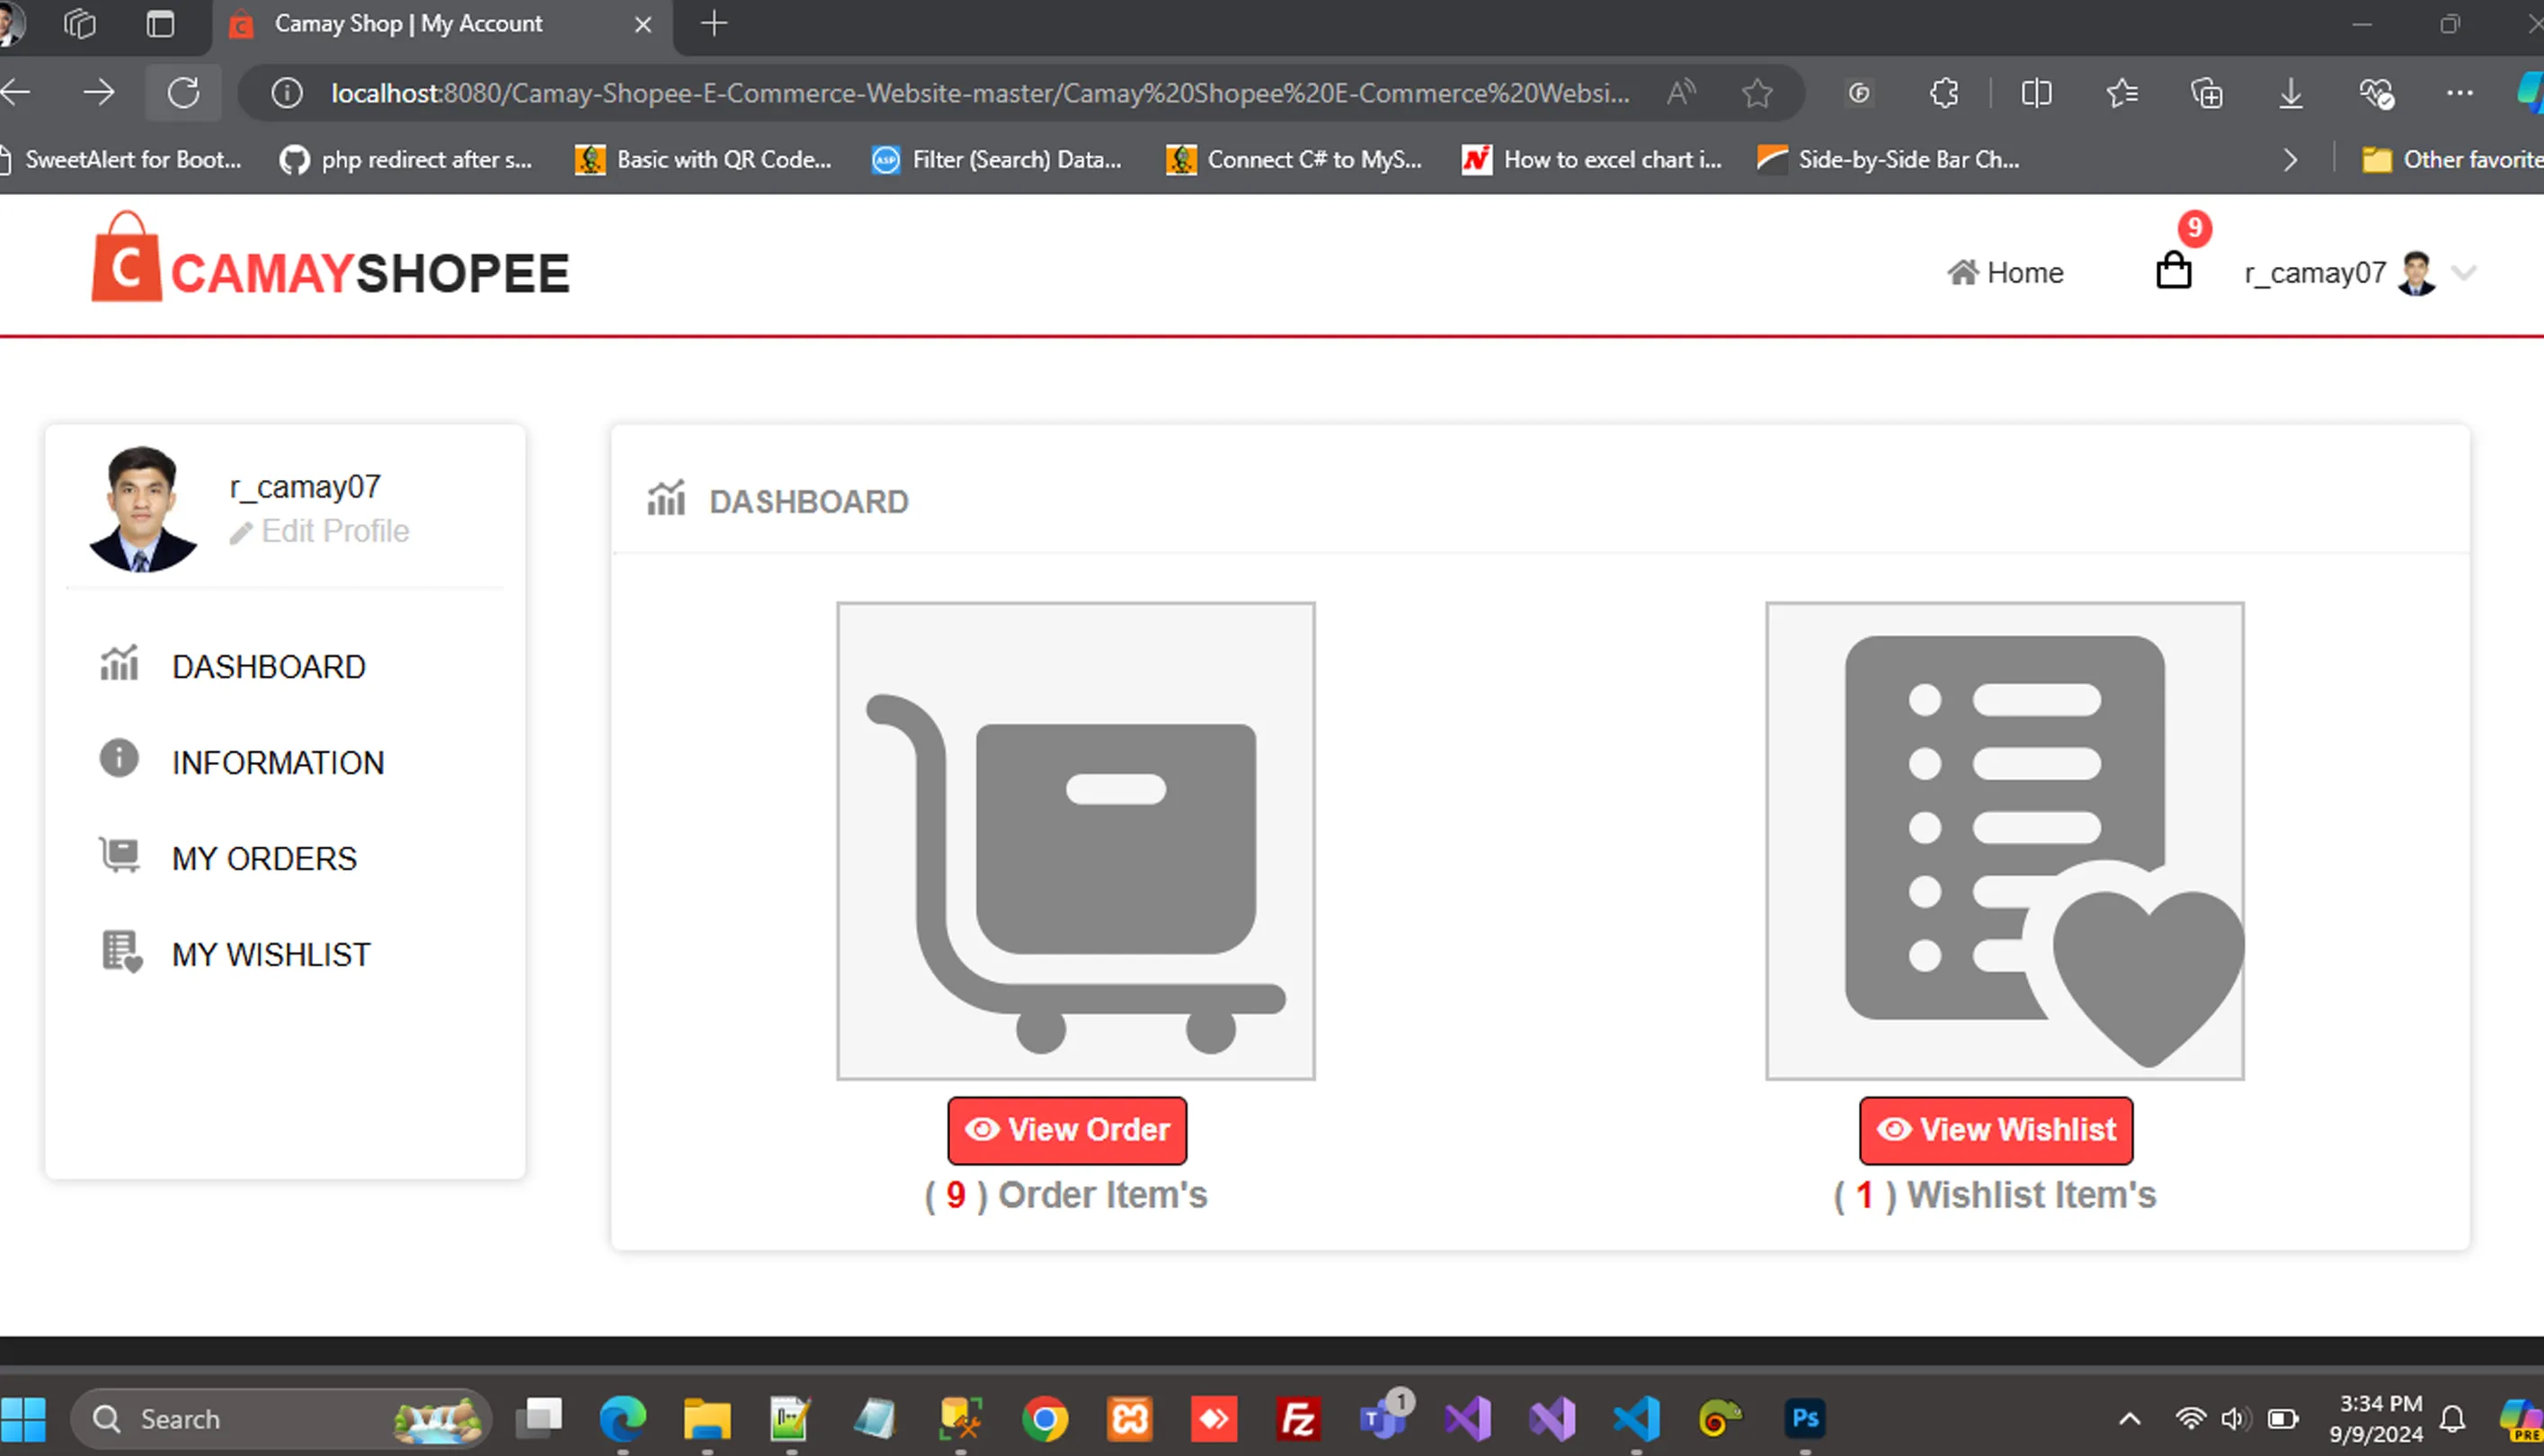 Camay Shop | My Account
localhost:8080/Camay-Shopee-E-Commerce-Website-master/Camay%20Shopee%20E-Commerce%20Websi...
SweetAlert for Boot... php redirect after s... Basic with QR Code... Filter (Search) Data... Connect C# to MyS... How to excel chart i... Side-by-Side Bar Ch... Other favorite
C CAMAYSHOPEE
Home 9 r_camay07
r_camay07
Edit Profile
DASHBOARD
INFORMATION
MY ORDERS
MY WISHLIST
DASHBOARD
View Order
( 9 ) Order Item's
View Wishlist
( 1 ) Wishlist Item's
Search
1
Ps
3:34 PM
9/9/2024
PRE